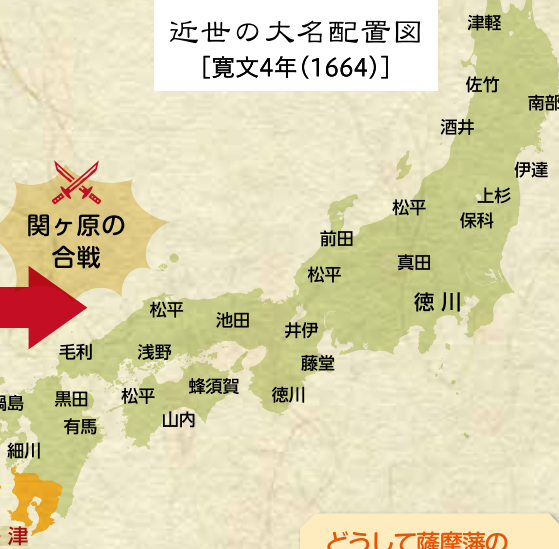 近世の大名配置図
[寛文4年(1664)]
津軽
佐竹
南部
酒井
伊達
上杉
松平
保科
前田
真田
松平
徳川
関ヶ原の
合戦
松平
池田
井伊
毛利
浅野
藤堂
蜂須賀
松平
徳川
黒田
鍋島
山内
有馬
細川
津
どうして薩摩藩の